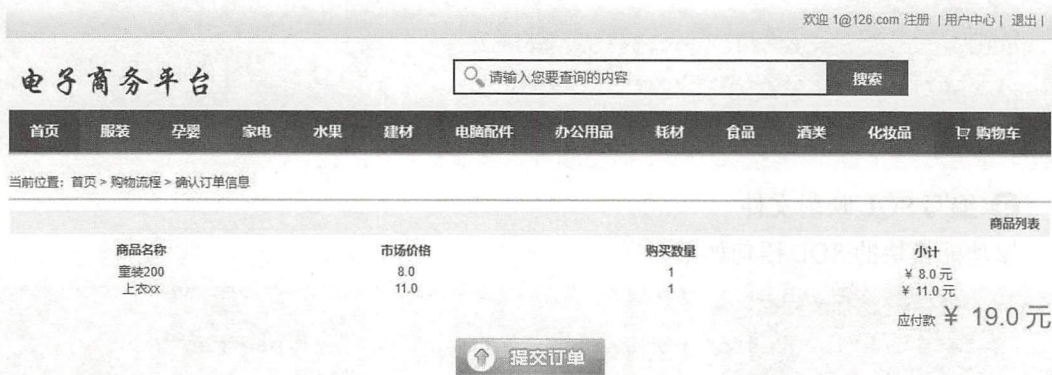 欢迎 1@126.com 注册 | 用户中心 | 退出 |
电子商务平台
请输入您要查询的内容 搜索
首页 服装 孕婴 家电 水果 建材 电脑配件 办公用品 耗材 食品 酒类 化妆品 购物车
当前位置：首页 > 购物流程 > 确认订单信息
商品列表
商品名称 市场价格 购买数量 小计
童装200 8.0 1 ¥ 8.0 元
上衣xx 11.0 1 ¥ 11.0 元
应付款 ¥ 19.0 元
提交订单